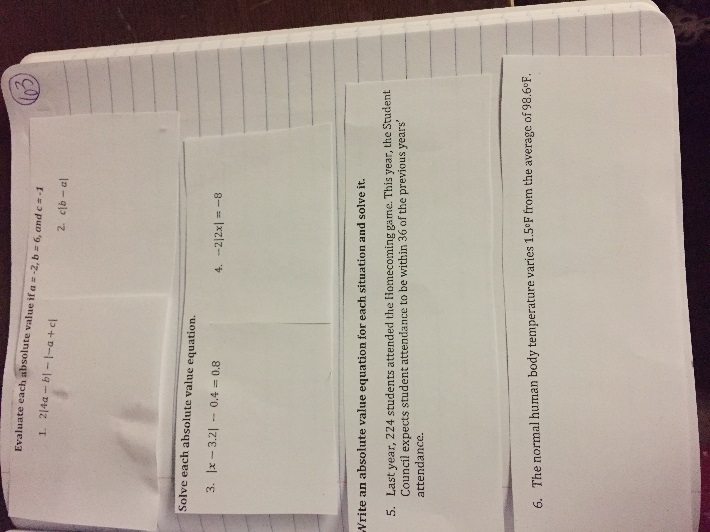 103
Evaluate each absolute value if a = -2, b = 6, and c = -1
1. 2|4a − b| − |−a + c|
2. c|b − a|
Solve each absolute value equation.
3. |x − 3.2| − 0.4 = 0.8
4. −2|2x| = −8
Write an absolute value equation for each situation and solve it.
5. Last year, 224 students attended the Homecoming game. This year, the Student
Council expects student attendance to be within 36 of the previous years'
attendance.
6. The normal human body temperature varies 1.5°F from the average of 98.6°F.